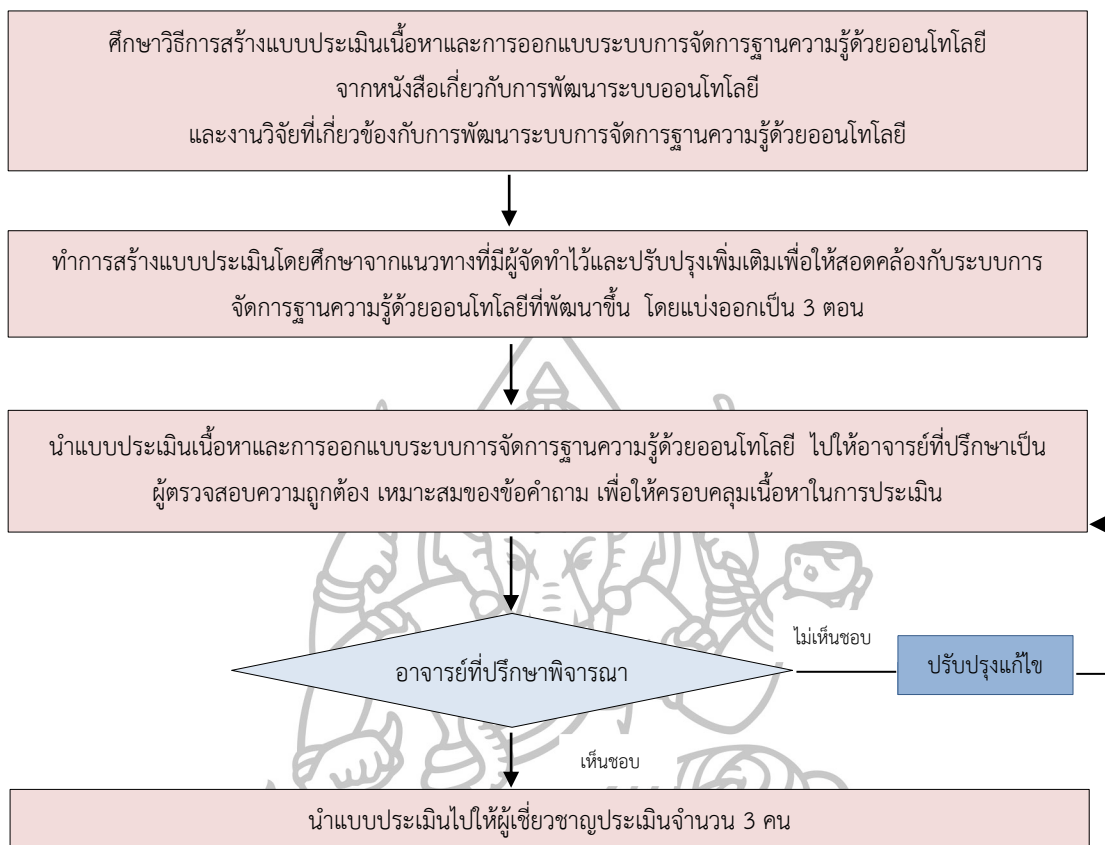 ศึกษาวิธีการสร้างแบบประเมินเนื้อหาและการออกแบบระบบการจัดการฐานความรู้ด้วยออนโทโลยี
จากหนังสือเกี่ยวกับการพัฒนาระบบออนโทโลยี
และงานวิจัยที่เกี่ยวข้องกับการพัฒนาระบบการจัดการฐานความรู้ด้วยออนโทโลยี
ทำการสร้างแบบประเมินโดยศึกษาจากแนวทางที่มีผู้จัดทำไว้และปรับปรุงเพิ่มเติมเพื่อให้สอดคล้องกับระบบการ
จัดการฐานความรู้ด้วยออนโทโลยีที่พัฒนาขึ้น โดยแบ่งออกเป็น 3 ตอน
นำแบบประเมินเนื้อหาและการออกแบบระบบการจัดการฐานความรู้ด้วยออนโทโลยี ไปให้อาจารย์ที่ปรึกษาเป็น
ผู้ตรวจสอบความถูกต้อง เหมาะสมของข้อคำถาม เพื่อให้ครอบคลุมเนื้อหาในการประเมิน
ไม่เห็นชอบ
อาจารย์ที่ปรึกษาพิจารณา
ปรับปรุงแก้ไข
เห็นชอบ
นำแบบประเมินไปให้ผู้เชี่ยวชาญประเมินจำนวน 3 คน